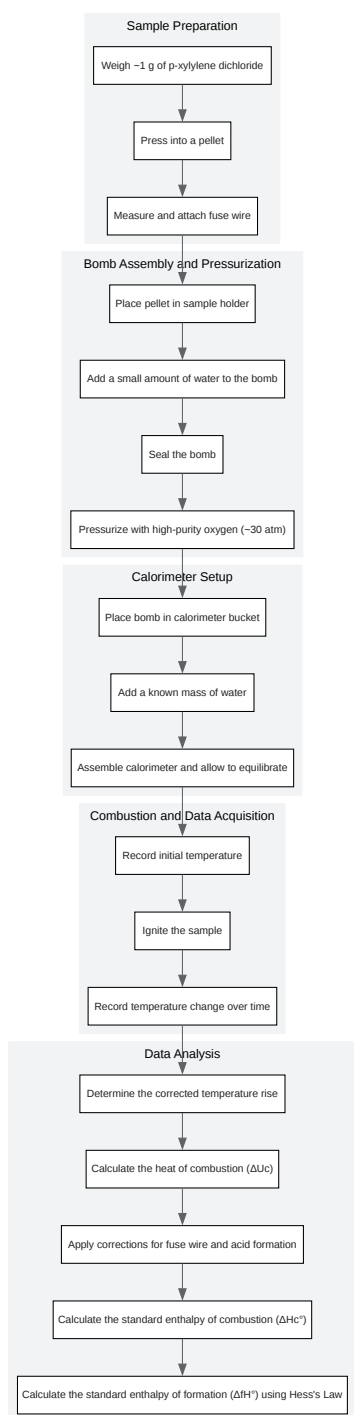 Sample Preparation
Weigh ~1 g of p-xylylene dichloride
Press into a pellet
Measure and attach fuse wire
Bomb Assembly and Pressurization
Place pellet in sample holder
Add a small amount of water to the bomb
Seal the bomb
Pressurize with high-purity oxygen (~30 atm)
Calorimeter Setup
Place bomb in calorimeter bucket
Add a known mass of water
Assemble calorimeter and allow to equilibrate
Combustion and Data Acquisition
Record initial temperature
Ignite the sample
Record temperature change over time
Data Analysis
Determine the corrected temperature rise
Calculate the heat of combustion (ΔUc)
Apply corrections for fuse wire and acid formation
Calculate the standard enthalpy of combustion (ΔHc°)
Calculate the standard enthalpy of formation (ΔfH°) using Hess's Law